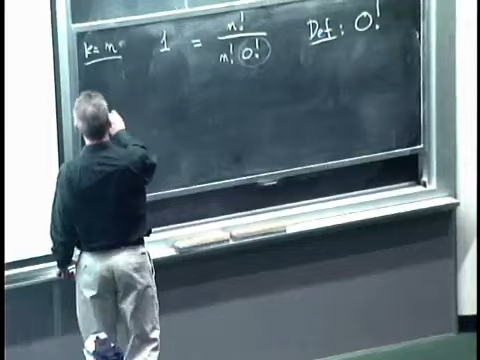 k = n 1 = n! / n! 0! Def: 0!